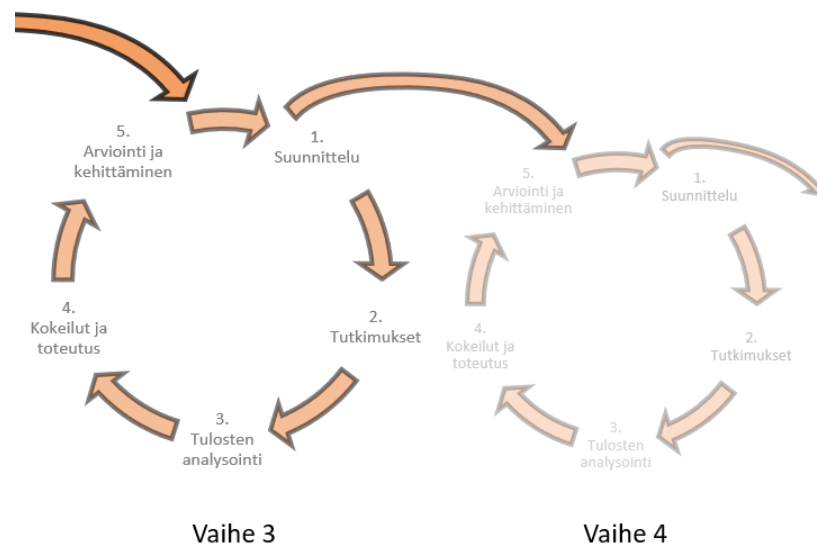 1.
Suunnittelu
2.
Tutkimukset
3.
Tulosten
analysointi
4.
Kokeilut ja
toteutus
5.
Arviointi ja
kehittäminen
Vaihe 3
1.
Suunnittelu
2.
Tutkimukset
3.
Tulosten
analysointi
4.
Kokeilut ja
toteutus
5.
Arviointi ja
kehittäminen
Vaihe 4